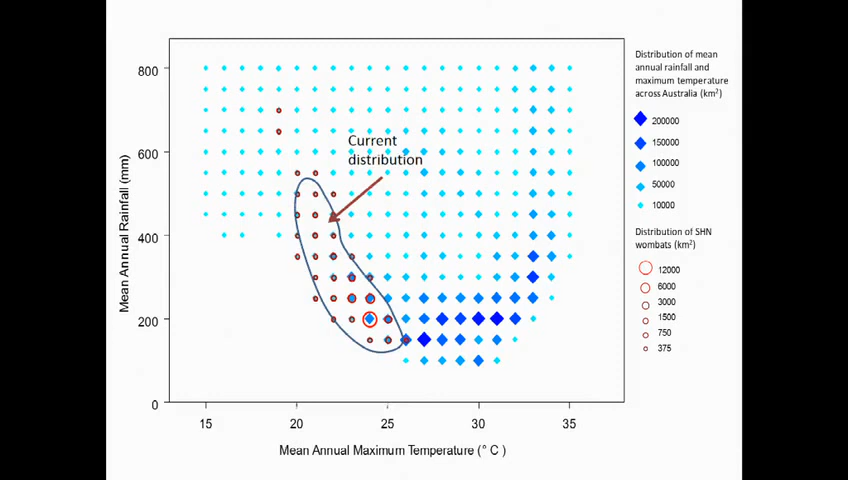 Distribution of mean
annual rainfall and
maximum temperature
across Australia (km²)
200000
150000
100000
50000
10000
Distribution of SHN
wombats (km²)
12000
6000
3000
1500
750
375
Current
distribution
Mean Annual Rainfall (mm)
800
600
400
200
0
15
20
25
30
35
Mean Annual Maximum Temperature (° C )